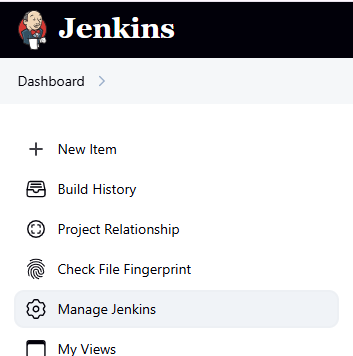 Jenkins
Dashboard
New Item
Build History
Project Relationship
Check File Fingerprint
Manage Jenkins
My Views